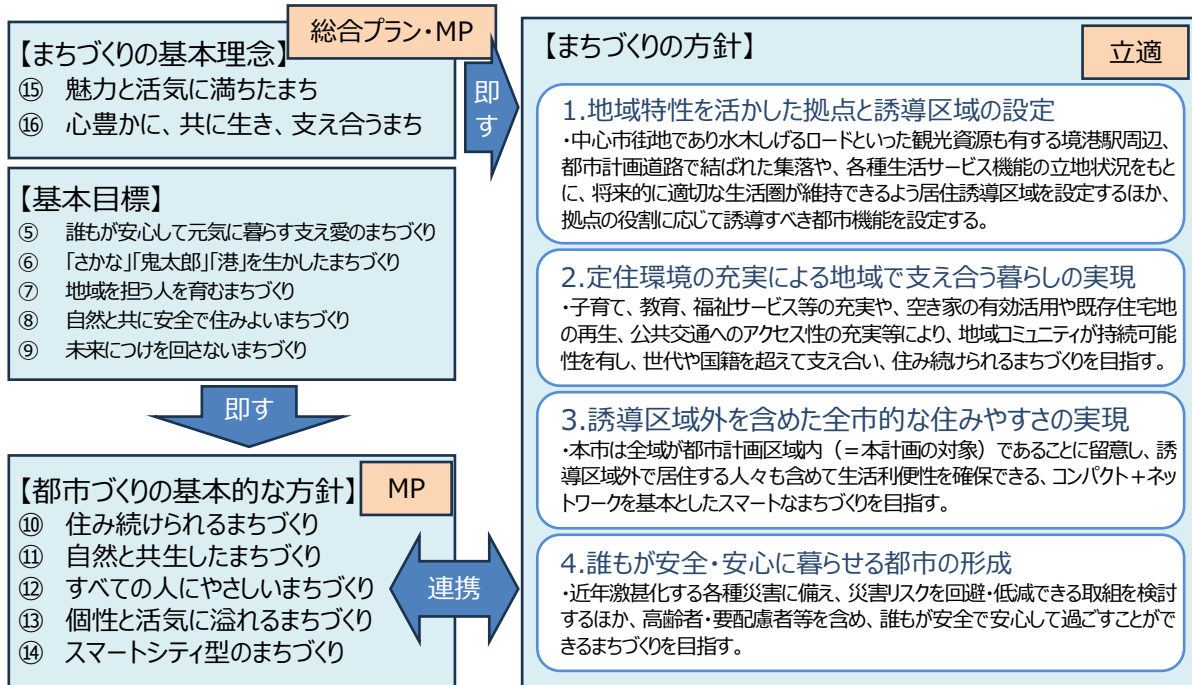 総合プラン・MP
【まちづくりの基本理念】
⑮ 魅力と活気に満ちたまち
⑯ 心豊かに、共に生き、支え合うまち
即す
【基本目標】
⑤ 誰もが安心して元気に暮らす支え愛のまちづくり
⑥ 「さかな」「鬼太郎」「港」を生かしたまちづくり
⑦ 地域を担う人を育むまちづくり
⑧ 自然と共に安全で住みよいまちづくり
⑨ 未来につけを回さないまちづくり
即す
【都市づくりの基本的な方針】
MP
⑩ 住み続けられるまちづくり
⑪ 自然と共生したまちづくり
⑫ すべての人にやさしいまちづくり
⑬ 個性と活気に溢れるまちづくり
⑭ スマートシティ型のまちづくり
連携
【まちづくりの方針】
立適
1.地域特性を活かした拠点と誘導区域の設定
・中心市街地であり水木しげるロードといった観光資源も有する境港駅周辺、
都市計画道路で結ばれた集落や、各種生活サービス機能の立地状況をもと
に、将来的に適切な生活圏が維持できるよう居住誘導区域を設定するほか、
拠点の役割に応じて誘導すべき都市機能を設定する。
2.定住環境の充実による地域で支え合う暮らしの実現
・子育て、教育、福祉サービス等の充実や、空き家の有効活用や既存住宅地
の再生、公共交通へのアクセス性の充実等により、地域コミュニティが持続可能
性を有し、世代や国籍を超えて支え合い、住み続けられるまちづくりを目指す。
3.誘導区域外を含めた全市的な住みやすさの実現
・本市は全域が都市計画区域内（＝本計画の対象）であることに留意し、誘
導区域外で居住する人々も含めて生活利便性を確保できる、コンパクト＋ネッ
トワークを基本としたスマートなまちづくりを目指す。
4.誰もが安全・安心に暮らせる都市の形成
・近年激甚化する各種災害に備え、災害リスクを回避・低減できる取組を検討
するほか、高齢者・要配慮者等を含め、誰もが安全で安心して過ごすことがで
きるまちづくりを目指す。